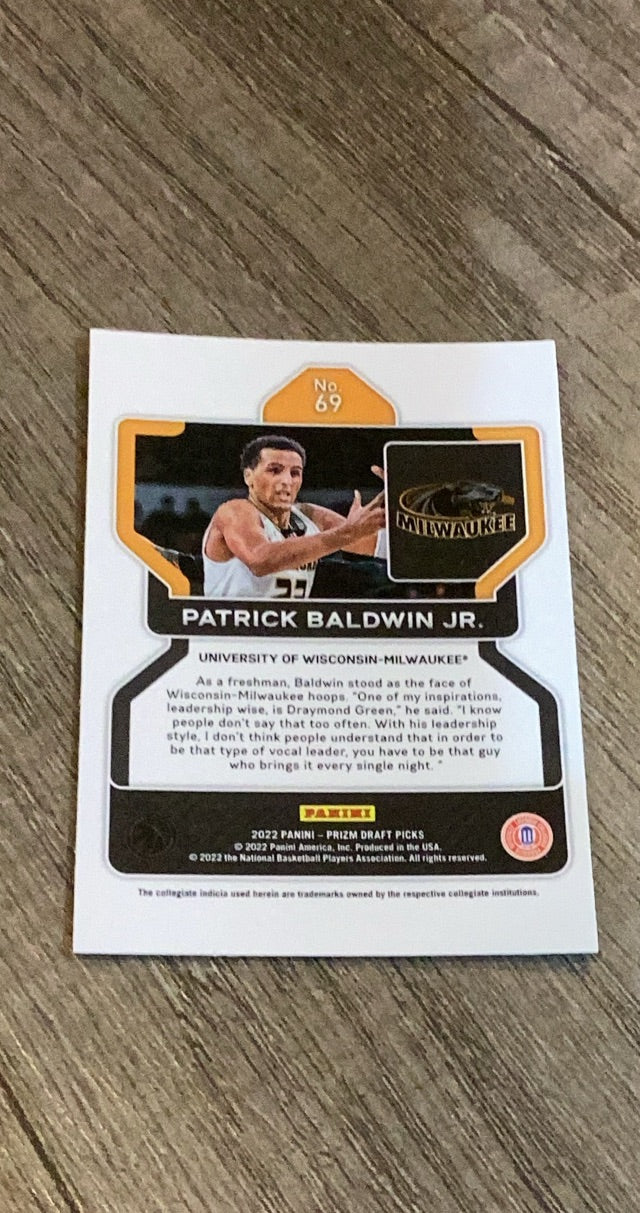 No.
69
MILWAUKEE
PATRICK BALDWIN JR.
UNIVERSITY OF WISCONSIN-MILWAUKEE®
As a freshman, Baldwin stood as the face of
Wisconsin-Milwaukee hoops. "One of my inspirations,
leadership wise, is Draymond Green," he said. "I know
people don't say that too often. With his leadership
style, I don't think people understand that in order to
be that type of vocal leader, you have to be that guy
who brings it every single night. "
PANINI
2022 PANINI – PRIZM DRAFT PICKS
© 2022 Panini America, Inc. Produced in the USA.
© 2022 the National Basketball Players Association. All rights reserved.
The collegiate indicia used herein are trademarks owned by the respective collegiate institutions.